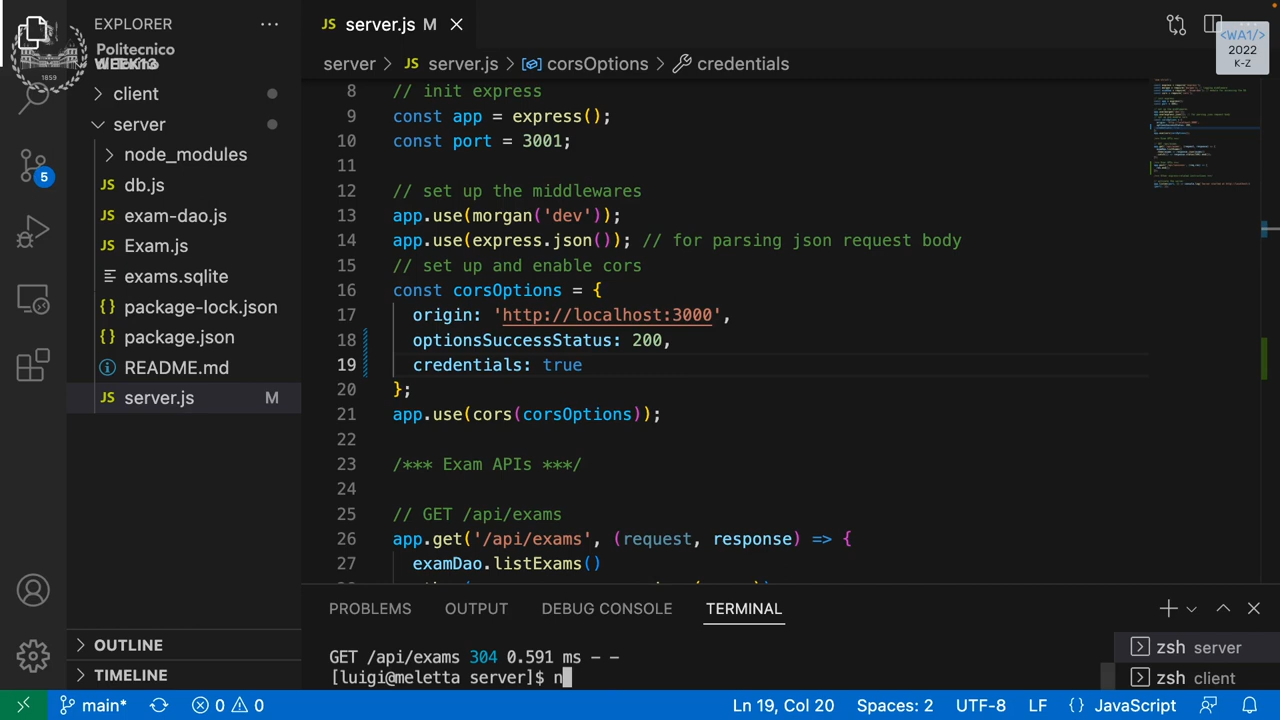 EXPLORER
Politecnico
WEEK13
1859
client
server
node_modules
db.js
exam-dao.js
Exam.js
exams.sqlite
package-lock.json
package.json
README.md
server.js M
OUTLINE
TIMELINE
5
JS server.js M
<WA1/>
2022
K-Z
server > JS server.js > corsOptions > credentials
8 // init express
9 const app = express();
10 const port = 3001;
11
12 // set up the middlewares
13 app.use(morgan('dev'));
14 app.use(express.json()); // for parsing json request body
15 // set up and enable cors
16 const corsOptions = {
17 origin: 'http://localhost:3000',
18 optionsSuccessStatus: 200,
19 credentials: true
20 };
21 app.use(cors(corsOptions));
22
23 /*** Exam APIs ***/
24
25 // GET /api/exams
26 app.get('/api/exams', (request, response) => {
27 examDao.listExams()
PROBLEMS OUTPUT DEBUG CONSOLE TERMINAL
GET /api/exams 304 0.591 ms - -
[luigi@meletta server]$ n
zsh server
zsh client
main* 0 0 Ln 19, Col 20 Spaces: 2 UTF-8 LF {} JavaScript